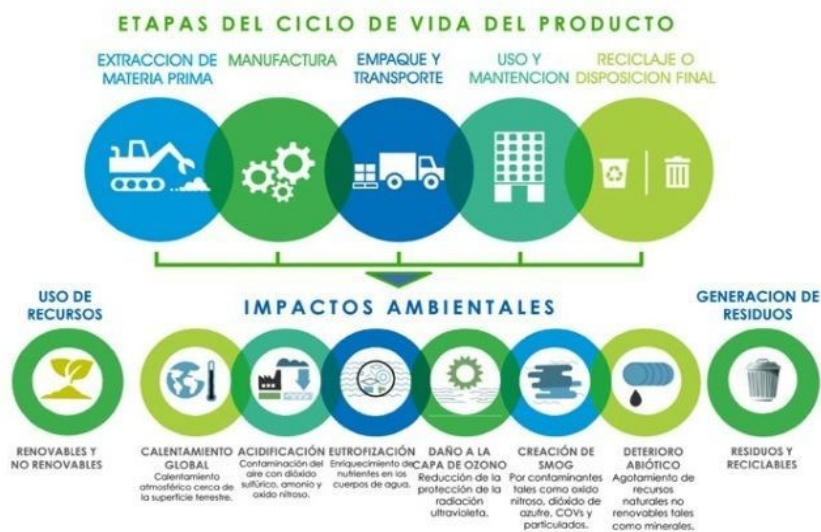 ETAPAS DEL CICLO DE VIDA DEL PRODUCTO
EXTRACCION DE
MATERIA PRIMA
MANUFACTURA
EMPAQUE Y
TRANSPORTE
USO Y
MANTENCION
RECICLAJE O
DISPOSICION FINAL
USO DE
RECURSOS
IMPACTOS AMBIENTALES
GENERACION DE
RESIDUOS
RENOVABLES Y
NO RENOVABLES
CALENTAMIENTO
GLOBAL
Calentamiento
atmosférico cerca de
la superficie terrestre.
ACIDIFICACIÓN
Contaminación del
aire con dióxido
sulfúrico, amonio y
oxido nitroso.
EUTROFIZACIÓN
Enriquecimiento de
nutrientes en los
cuerpos de agua.
DAÑO A LA
CAPA DE OZONO
Reducción de la
protección de la
radiación
ultravioleta.
CREACIÓN DE
SMOG
Por contaminantes
tales como oxido
nitroso, dióxido de
azufre, COVs y
particulados.
DETERIORO
ABIÓTICO
Agotamiento de
recursos
naturales no
renovables tales
como minerales.
RESIDUOS Y
RECICLABLES